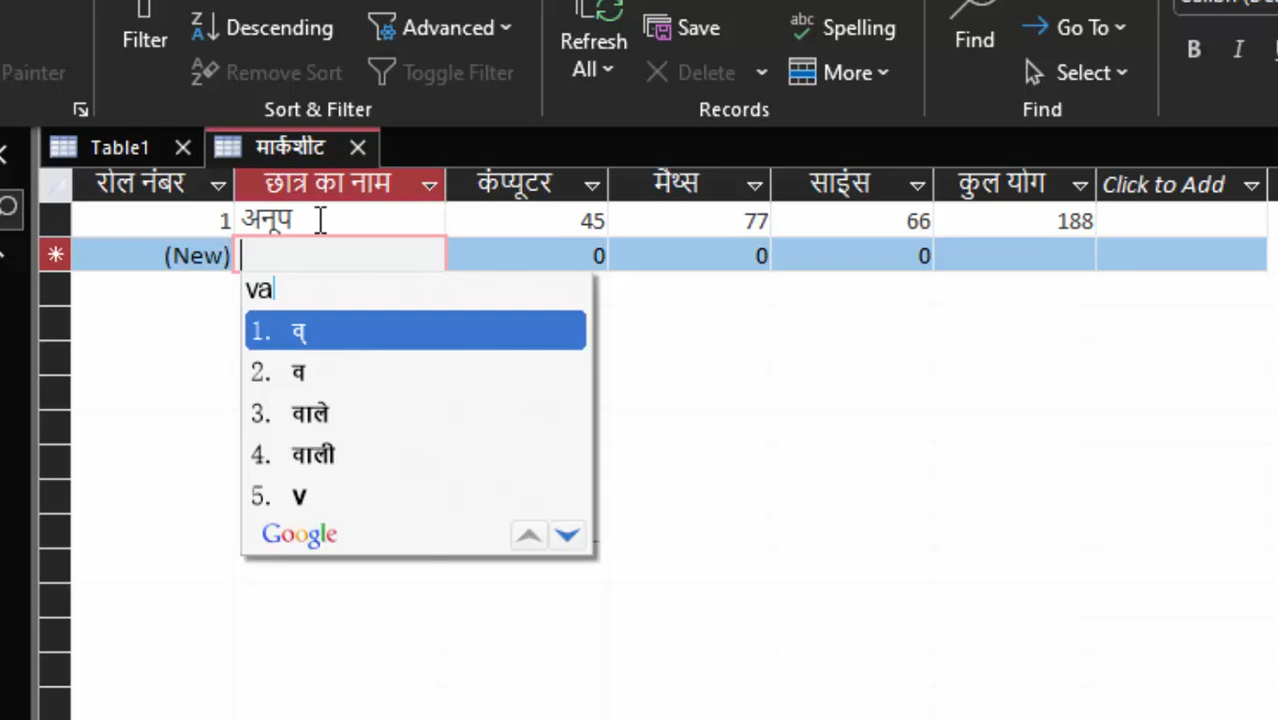 Painter
Filter
Descending
Remove Sort
Advanced
Toggle Filter
Sort & Filter
Refresh
All
Save
Delete
Spelling
More
Records
Find
Go To
Select
Find
B I
Table1
मार्कशीट
रोल नंबर छात्र का नाम कंप्यूटर मैथ्स साइंस कुल योग Click to Add
1 अनूप 45 77 66 188
(New) 0 0 0
va
1. व्
2. व
3. वाले
4. वाली
5. v
Google